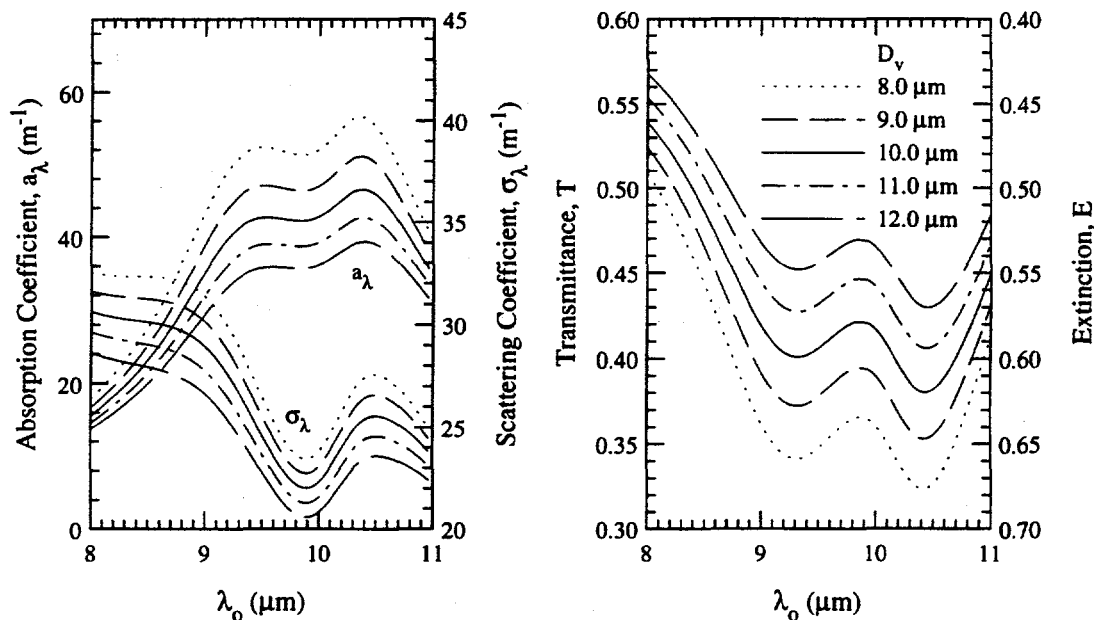 Absorption Coefficient, aλ (m⁻¹)
60
40
20
0
45
40
35
30
25
20
Scattering Coefficient, σλ (m⁻¹)
aλ
σλ
8
9
10
11
λo (μm)
Transmittance, T
0.60
0.55
0.50
0.45
0.40
0.35
0.30
Dv
8.0 μm
9.0 μm
10.0 μm
11.0 μm
12.0 μm
0.40
0.45
0.50
0.55
0.60
0.65
0.70
Extinction, E
8
9
10
11
λo (μm)